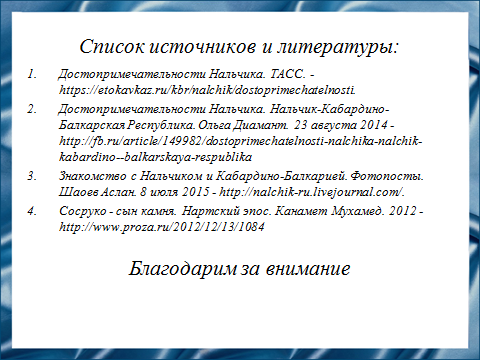 Список источников и литературы:
1. Достопримечательности Нальчика. ТАСС. -
https://etokavkaz.ru/kbr/nalchik/dostoprimechatelnosti.
2. Достопримечательности Нальчика. Нальчик-Кабардино-
Балкарская Республика. Ольга Диамант. 23 августа 2014 -
http://fb.ru/article/149982/dostoprimechatelnosti-nalchika-nalchik-
kabardino--balkarskaya-respublika
3. Знакомство с Нальчиком и Кабардино-Балкарией. Фотопосты.
Шаоев Аслан. 8 июля 2015 - http://nalchik-ru.livejournal.com/.
4. Сосруко - сын камня. Нартский эпос. Канамет Мухамед. 2012 -
http://www.proza.ru/2012/12/13/1084
Благодарим за внимание